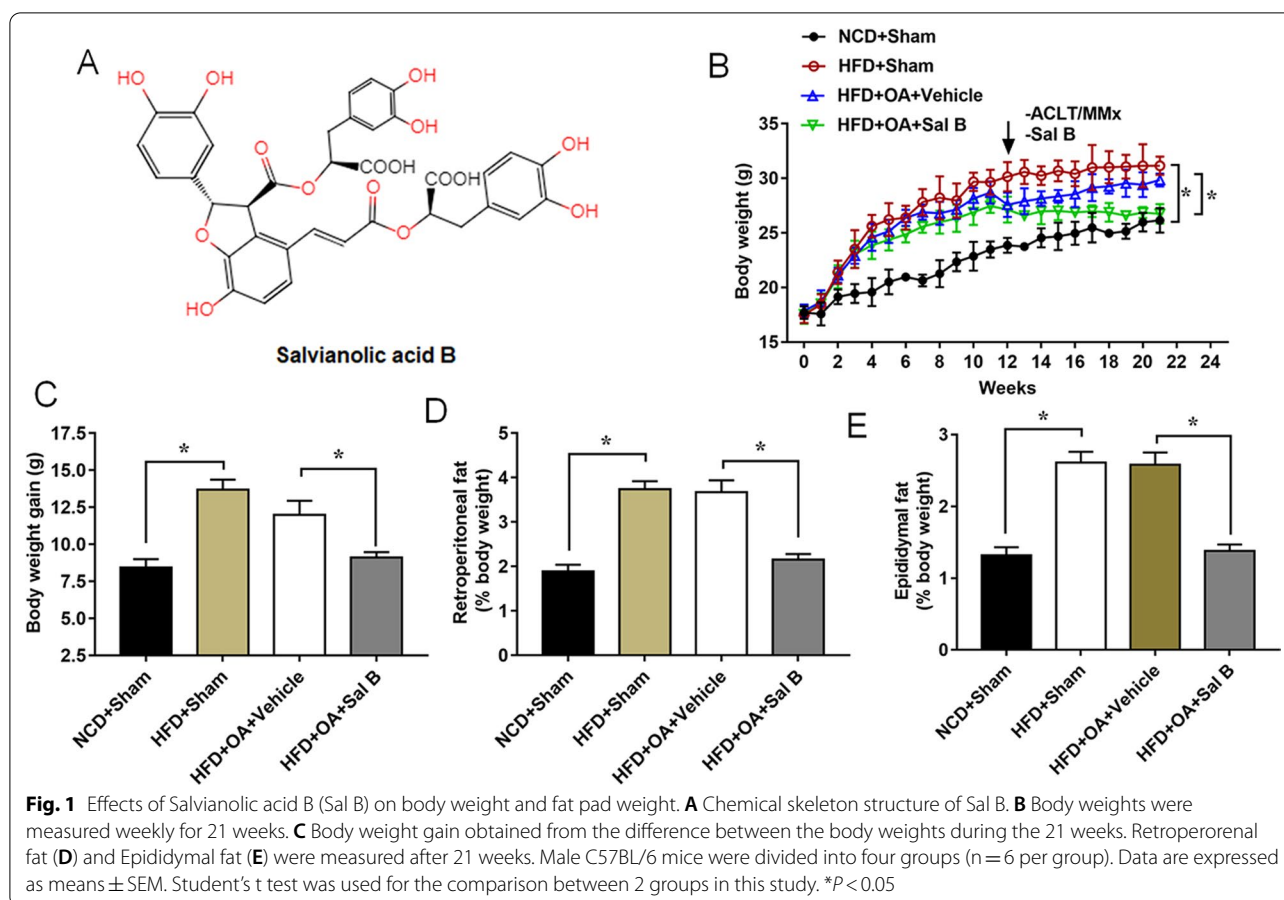 A
HO
OH
OH
OH
COOH
O
O
O
COOH
O
O
OH
OH
HO
Salvianolic acid B
B
NCD+Sham
HFD+Sham
HFD+OA+Vehicle
HFD+OA+Sal B
-ACLT/MMx
-Sal B
Body weight (g)
35
30
25
20
15
* *
0 2 4 6 8 10 12 14 16 18 20 22 24
Weeks
C
Body weight gain (g)
17.5
15.0
12.5
10.0
7.5
5.0
2.5
* *
NCD+Sham
HFD+Sham
HFD+OA+Vehicle
HFD+OA+Sal B
D
Retroperitoneal fat
(% body weight)
5
4
3
2
1
0
* *
NCD+Sham
HFD+Sham
HFD+OA+Vehicle
HFD+OA+Sal B
E
Epididymal fat
(% body weight)
3
2
1
0
* *
NCD+Sham
HFD+Sham
HFD+OA+Vehicle
HFD+OA+Sal B
Fig. 1 Effects of Salvianolic acid B (Sal B) on body weight and fat pad weight. A Chemical skeleton structure of Sal B. B Body weights were
measured weekly for 21 weeks. C Body weight gain obtained from the difference between the body weights during the 21 weeks. Retroperorenal
fat (D) and Epididymal fat (E) were measured after 21 weeks. Male C57BL/6 mice were divided into four groups (n = 6 per group). Data are expressed
as means ± SEM. Student's t test was used for the comparison between 2 groups in this study. *P < 0.05